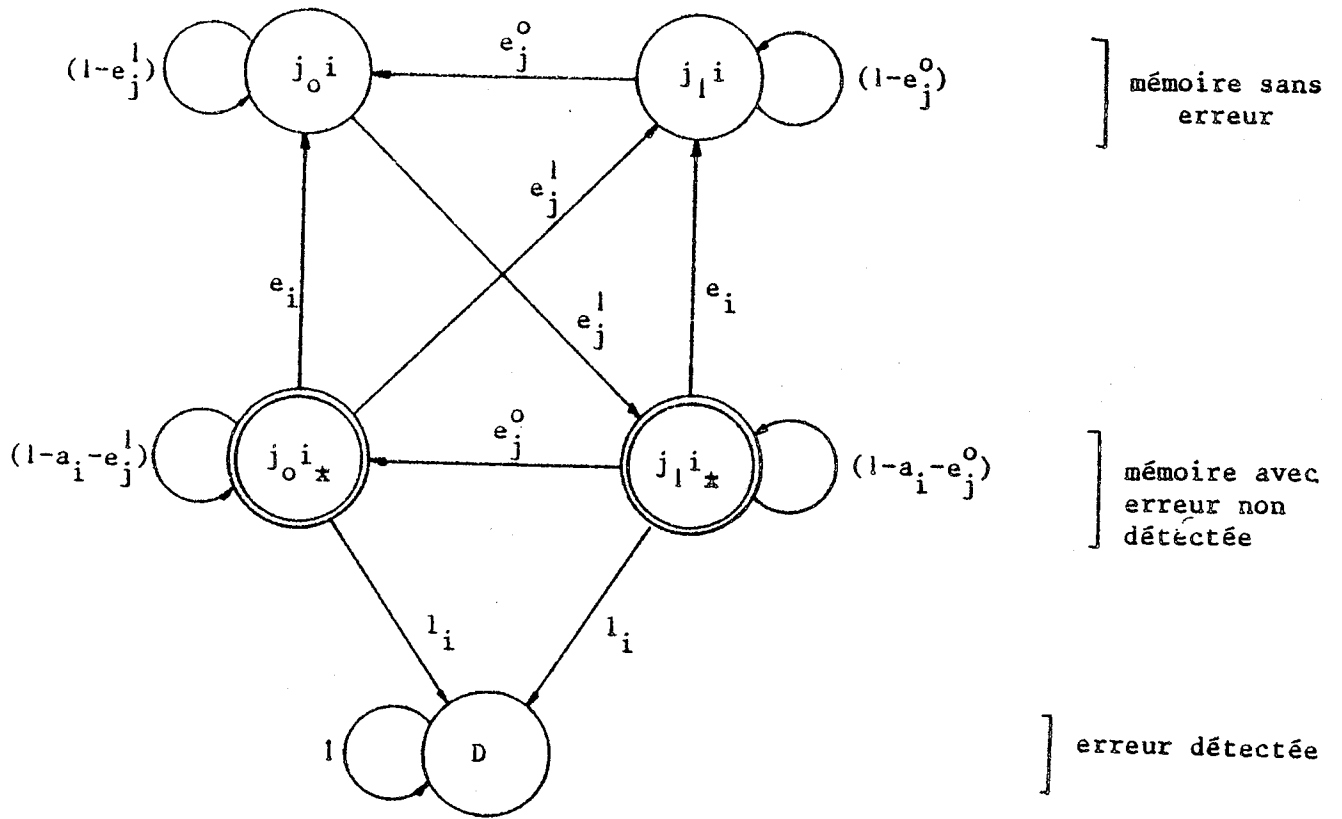 (1-e_j^1)
j_o i
e_j^o
j_1 i
(1-e_j^o)
mémoire sans
erreur
e_j^1
e_i
e_j^1
e_i
(1-a_i-e_j^1)
j_o i_*
e_j^o
j_1 i_*
(1-a_i-e_j^o)
mémoire avec
erreur non
détectée
l_i
l_i
1
D
erreur détectée